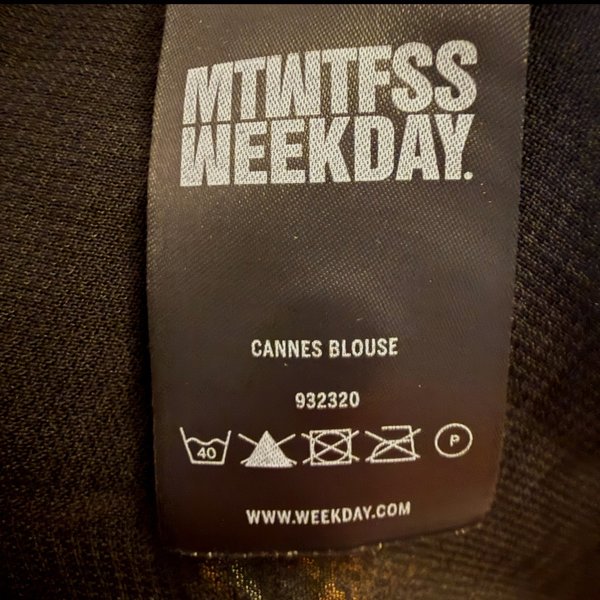 MTWTFSS
WEEKDAY.
CANNES BLOUSE
932320
40 P
WWW.WEEKDAY.COM